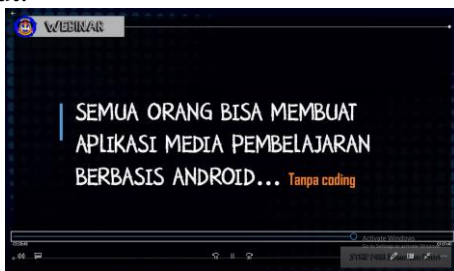 WEBINAR
SEMUA ORANG BISA MEMBUAT
APLIKASI MEDIA PEMBELAJARAN
BERBASIS ANDROID... Tanpa coding
Activate Windows